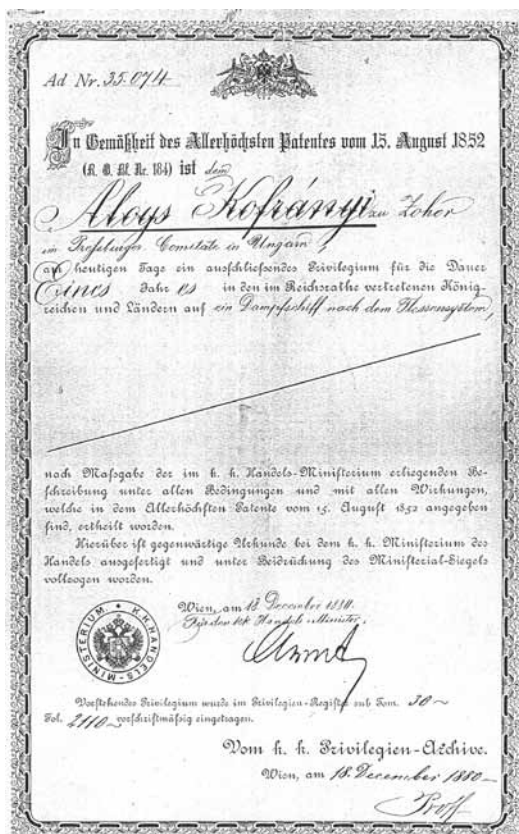 Ad Nr. 35.074
In Gemäßheit des Allerhöchsten Patentes vom 15. August 1852
(R. G. Bl. Nr. 184) ist dem
Aloys Kofrányi zu Zohor
im Preßburger Comitate in Ungarn
am heutigen Tage ein ausschließendes Privilegium für die Dauer
Eines Jahres in den im Reichsrathe vertretenen König-
reichen und Ländern auf ein Dampfschiff nach dem
nach Maßgabe der im k. k. Handels-Ministerium erliegenden Be-
schreibung unter allen Bedingungen und mit allen Wirkungen,
welche in dem Allerhöchsten Patente vom 15. August 1852 angegeben
sind, ertheilt worden.
Hierüber ist gegenwärtige Urkunde bei dem k. k. Ministerium des
Handels ausgefertigt und unter Beidrückung des Ministerial-Siegels
vollzogen worden.
Wien, am 18 December 1880.
Für den k.k. Handels-Minister.
K.K. HANDELS-MINISTERIUM
Vorstehendes Privilegium wurde im Privilegien-Register sub Tom. 30
Fol. 2110 vorschriftmäßig eingetragen.
Vom k. k. Privilegien-Archive.
Wien, am 18. December 1880